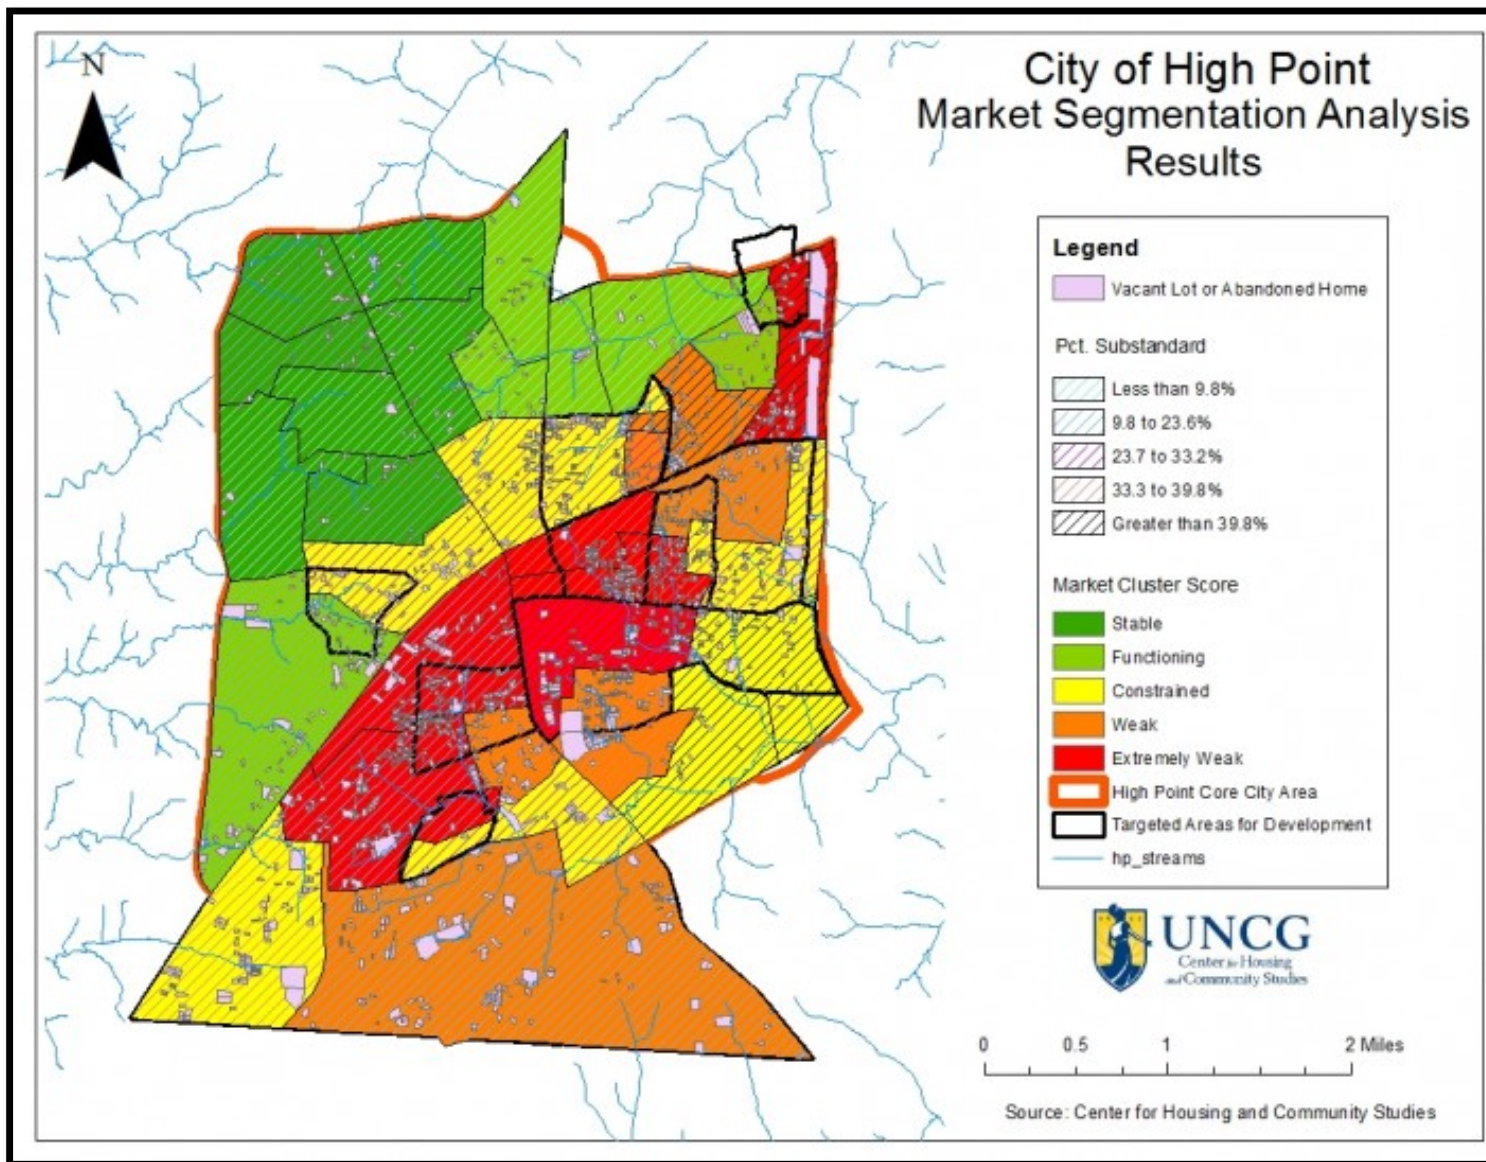 N
City of High Point
Market Segmentation Analysis
Results
Legend
Vacant Lot or Abandoned Home
Pct. Substandard
Less than 9.8%
9.8 to 23.6%
23.7 to 33.2%
33.3 to 39.8%
Greater than 39.8%
Market Cluster Score
Stable
Functioning
Constrained
Weak
Extremely Weak
High Point Core City Area
Targeted Areas for Development
hp_streams
UNCG
Center for Housing
and Community Studies
0 0.5 1 2 Miles
Source: Center for Housing and Community Studies